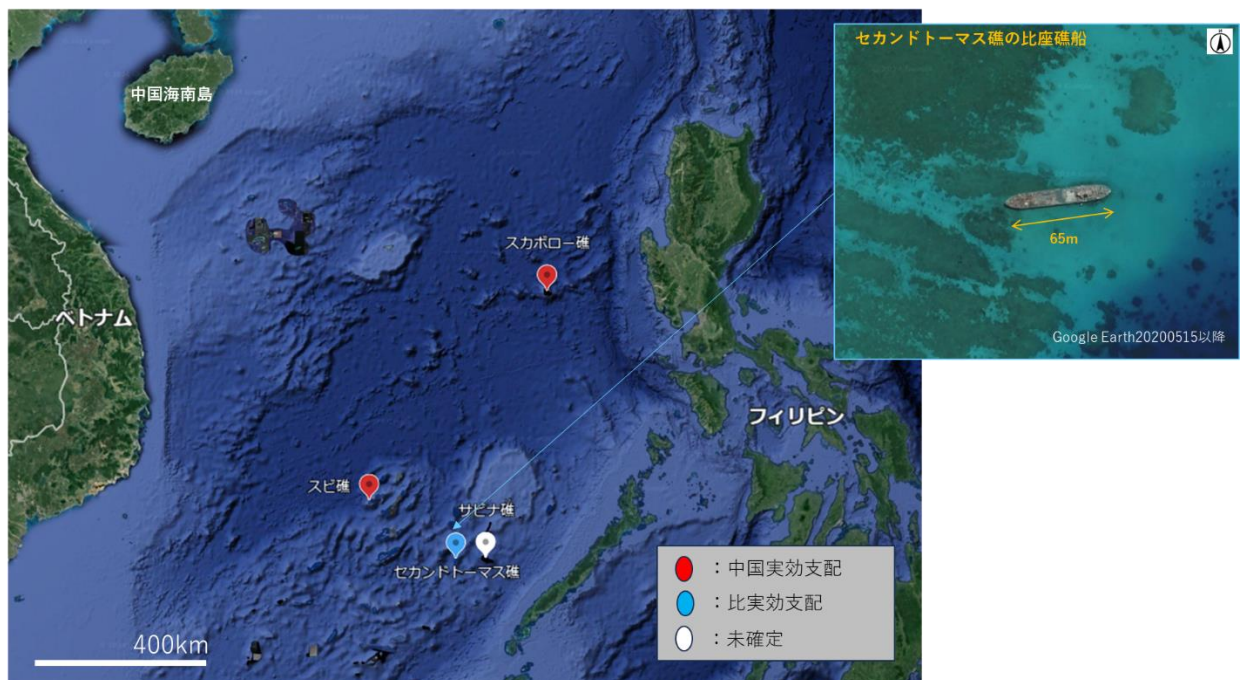 中国海南島
スカボロー礁
ベトナム
フィリピン
スビ礁
サビナ礁
セカンドトーマス礁
400km
：中国実効支配
：比実効支配
：未確定
セカンドトーマス礁の比座礁船
65m
Google Earth20200515以降